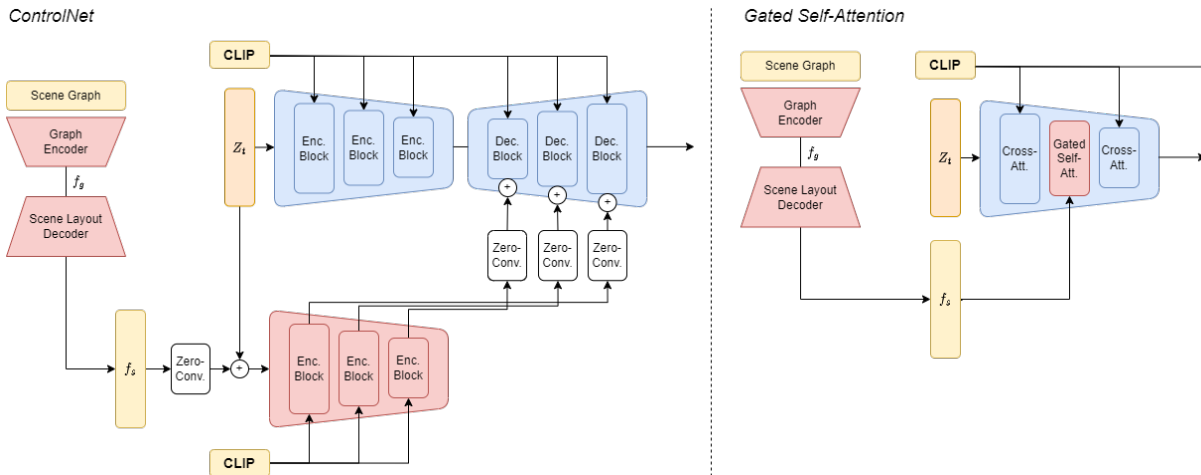 ControlNet
CLIP
Scene Graph
Graph
Encoder
f_g
Scene Layout
Decoder
Z_t
Enc.
Block
Enc.
Block
Enc.
Block
Dec.
Block
Dec.
Block
Dec.
Block
+
+
+
Zero-
Conv.
Zero-
Conv.
Zero-
Conv.
f_s
Zero-
Conv.
+
Enc.
Block
Enc.
Block
Enc.
Block
CLIP
Gated Self-Attention
Scene Graph
CLIP
Graph
Encoder
f_g
Scene Layout
Decoder
Z_t
Cross-
Att.
Gated
Self-
Att.
Cross-
Att.
f_s